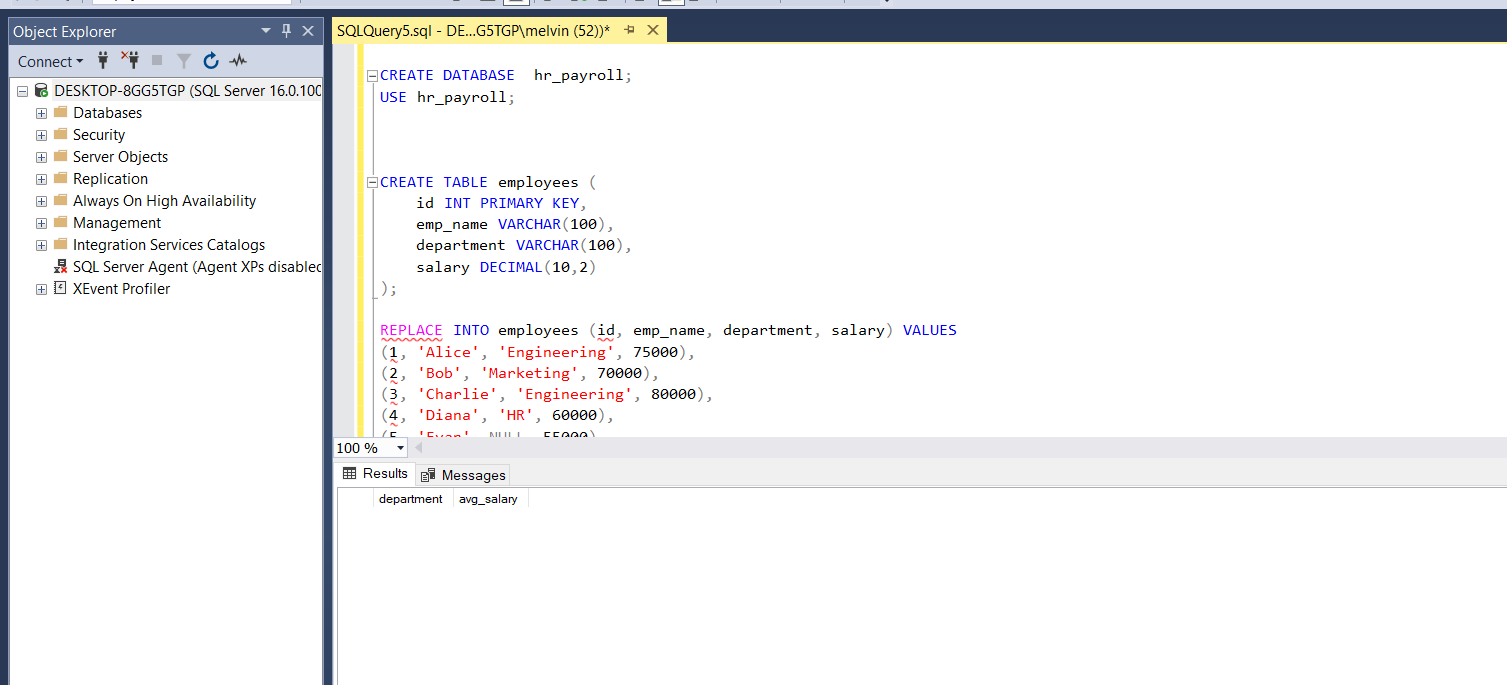 Object Explorer
Connect
DESKTOP-8GG5TGP (SQL Server 16.0.100
Databases
Security
Server Objects
Replication
Always On High Availability
Management
Integration Services Catalogs
SQL Server Agent (Agent XPs disabled
XEvent Profiler
SQLQuery5.sql - DE...G5TGP\melvin (52))*
CREATE DATABASE  hr_payroll;
USE hr_payroll;
CREATE TABLE employees (
    id INT PRIMARY KEY,
    emp_name VARCHAR(100),
    department VARCHAR(100),
    salary DECIMAL(10,2)
);
REPLACE INTO employees (id, emp_name, department, salary) VALUES
(1, 'Alice', 'Engineering', 75000),
(2, 'Bob', 'Marketing', 70000),
(3, 'Charlie', 'Engineering', 80000),
(4, 'Diana', 'HR', 60000),
(5, 'Evan', NULL, 55000)
100 %
Results
Messages
department avg_salary